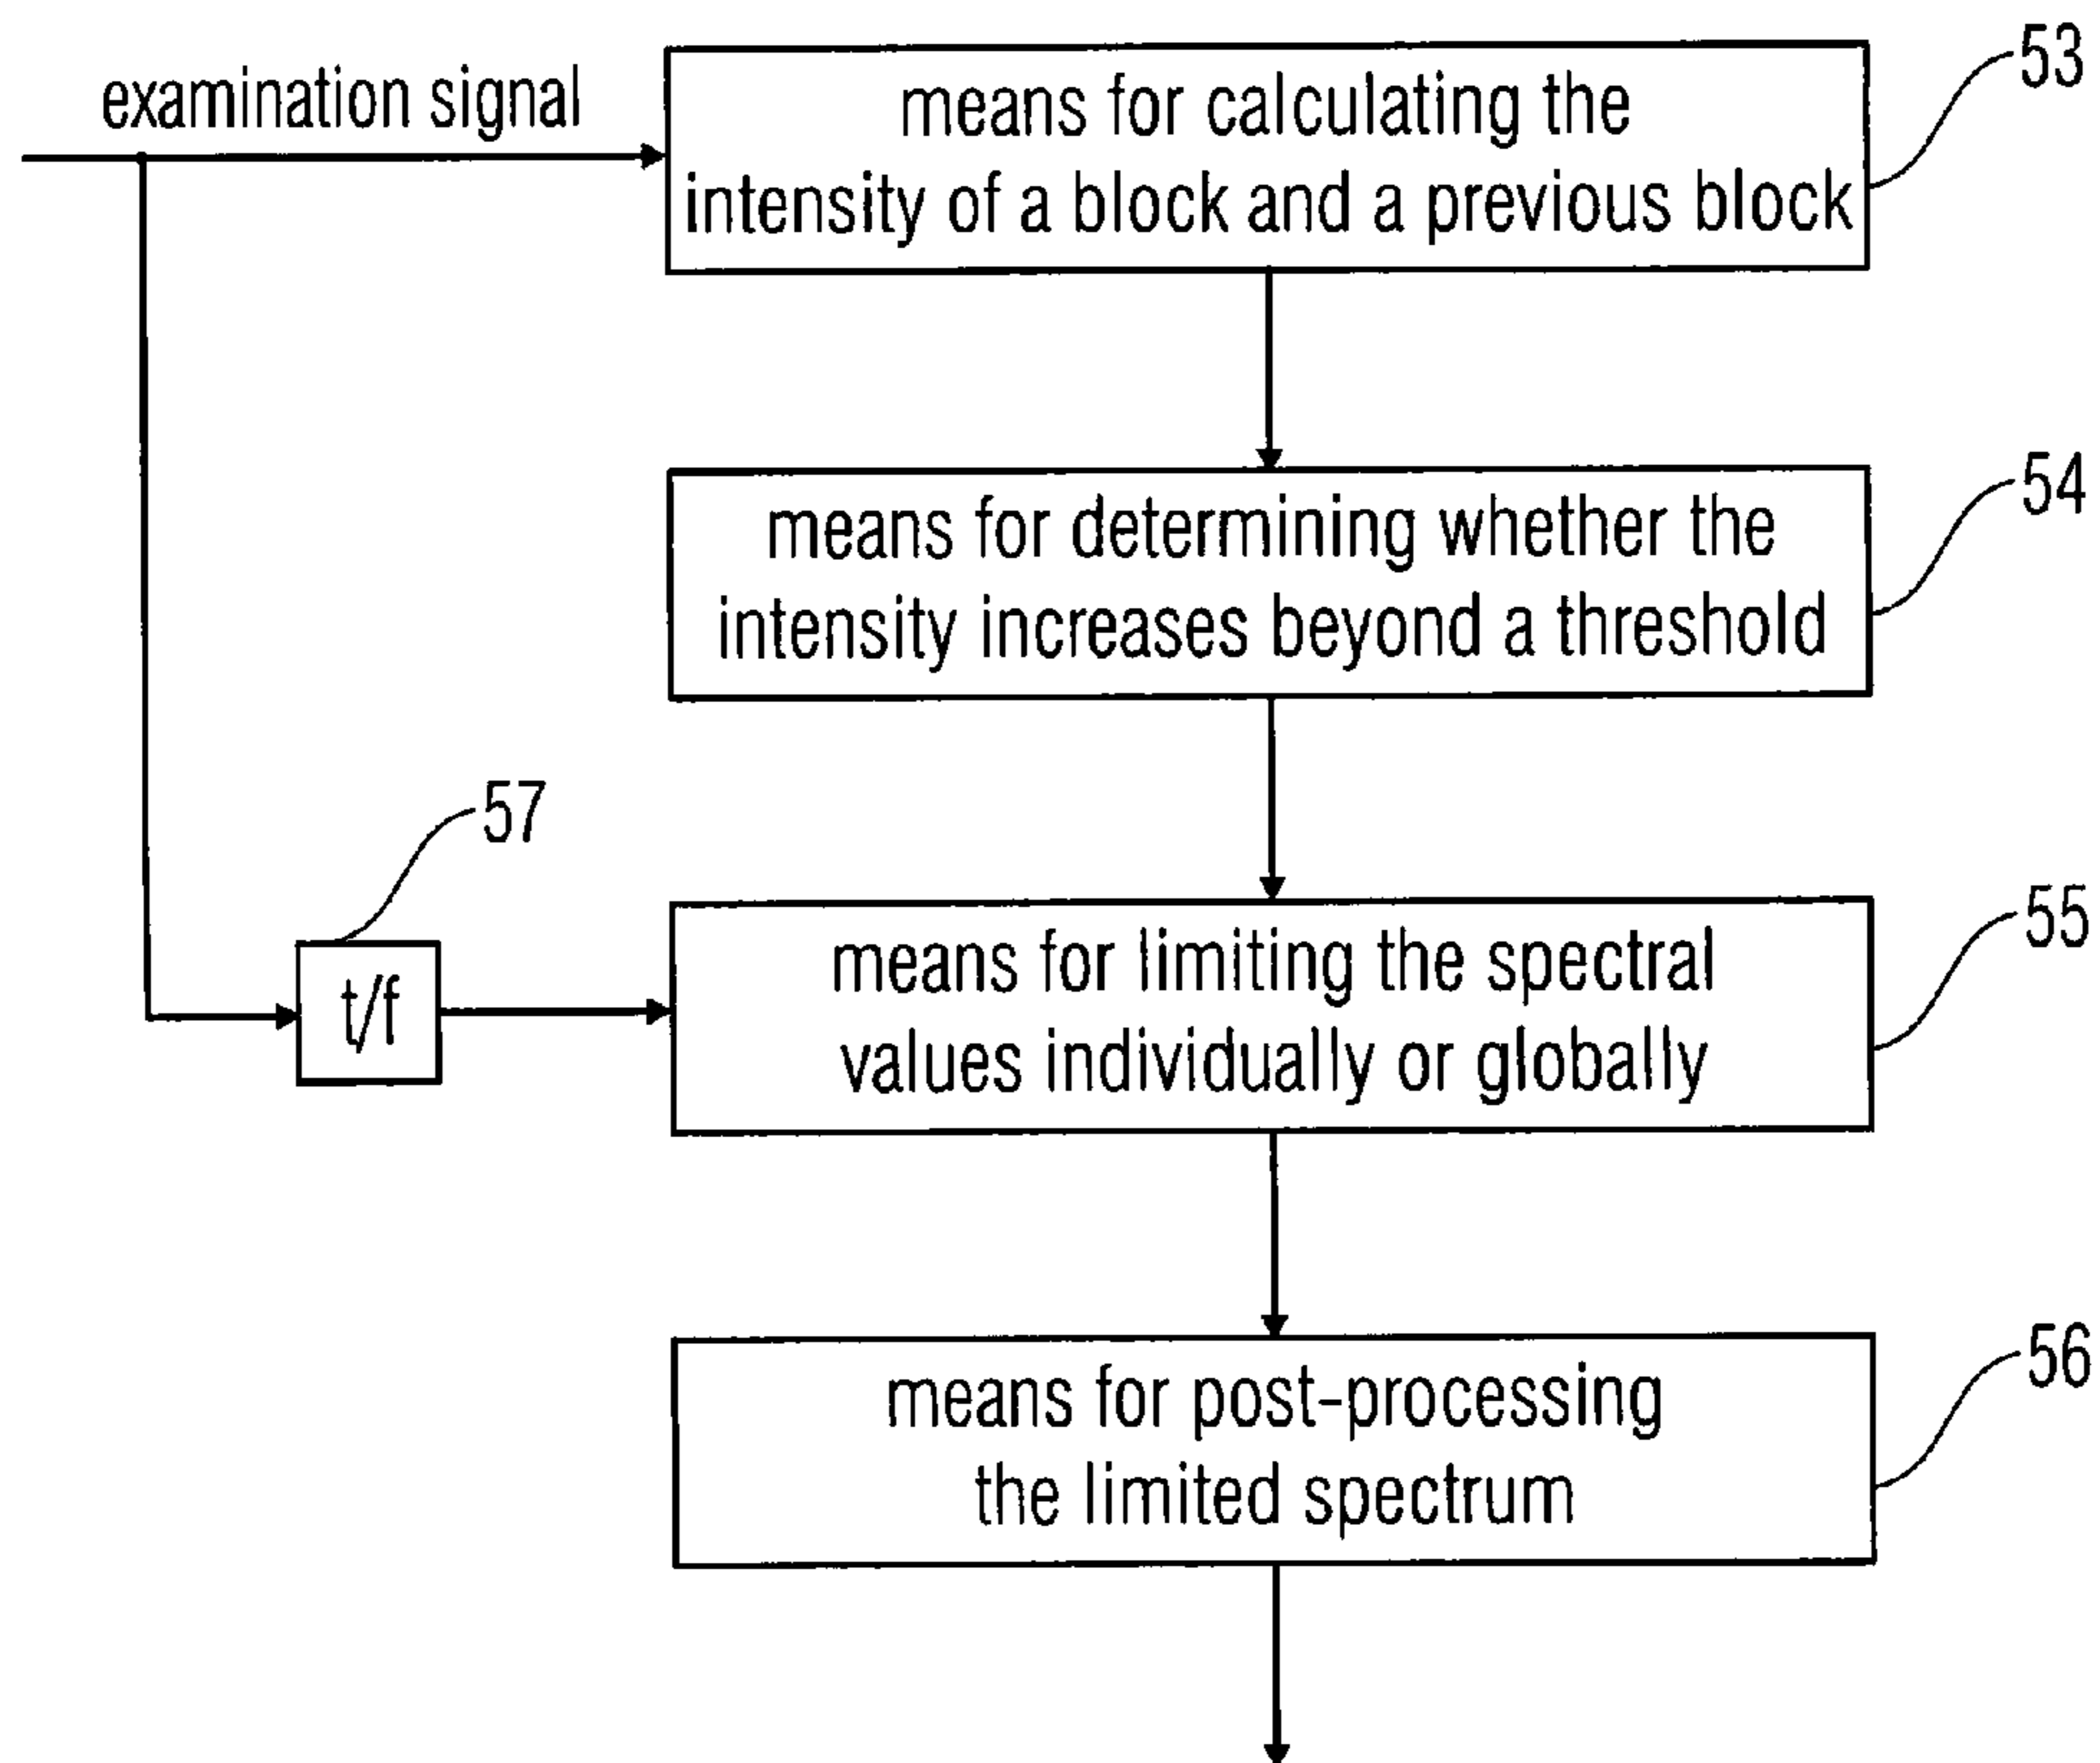 examination signal
means for calculating the
intensity of a block and a previous block
53
means for determining whether the
intensity increases beyond a threshold
54
57
t/f
means for limiting the spectral
values individually or globally
55
means for post-processing
the limited spectrum
56